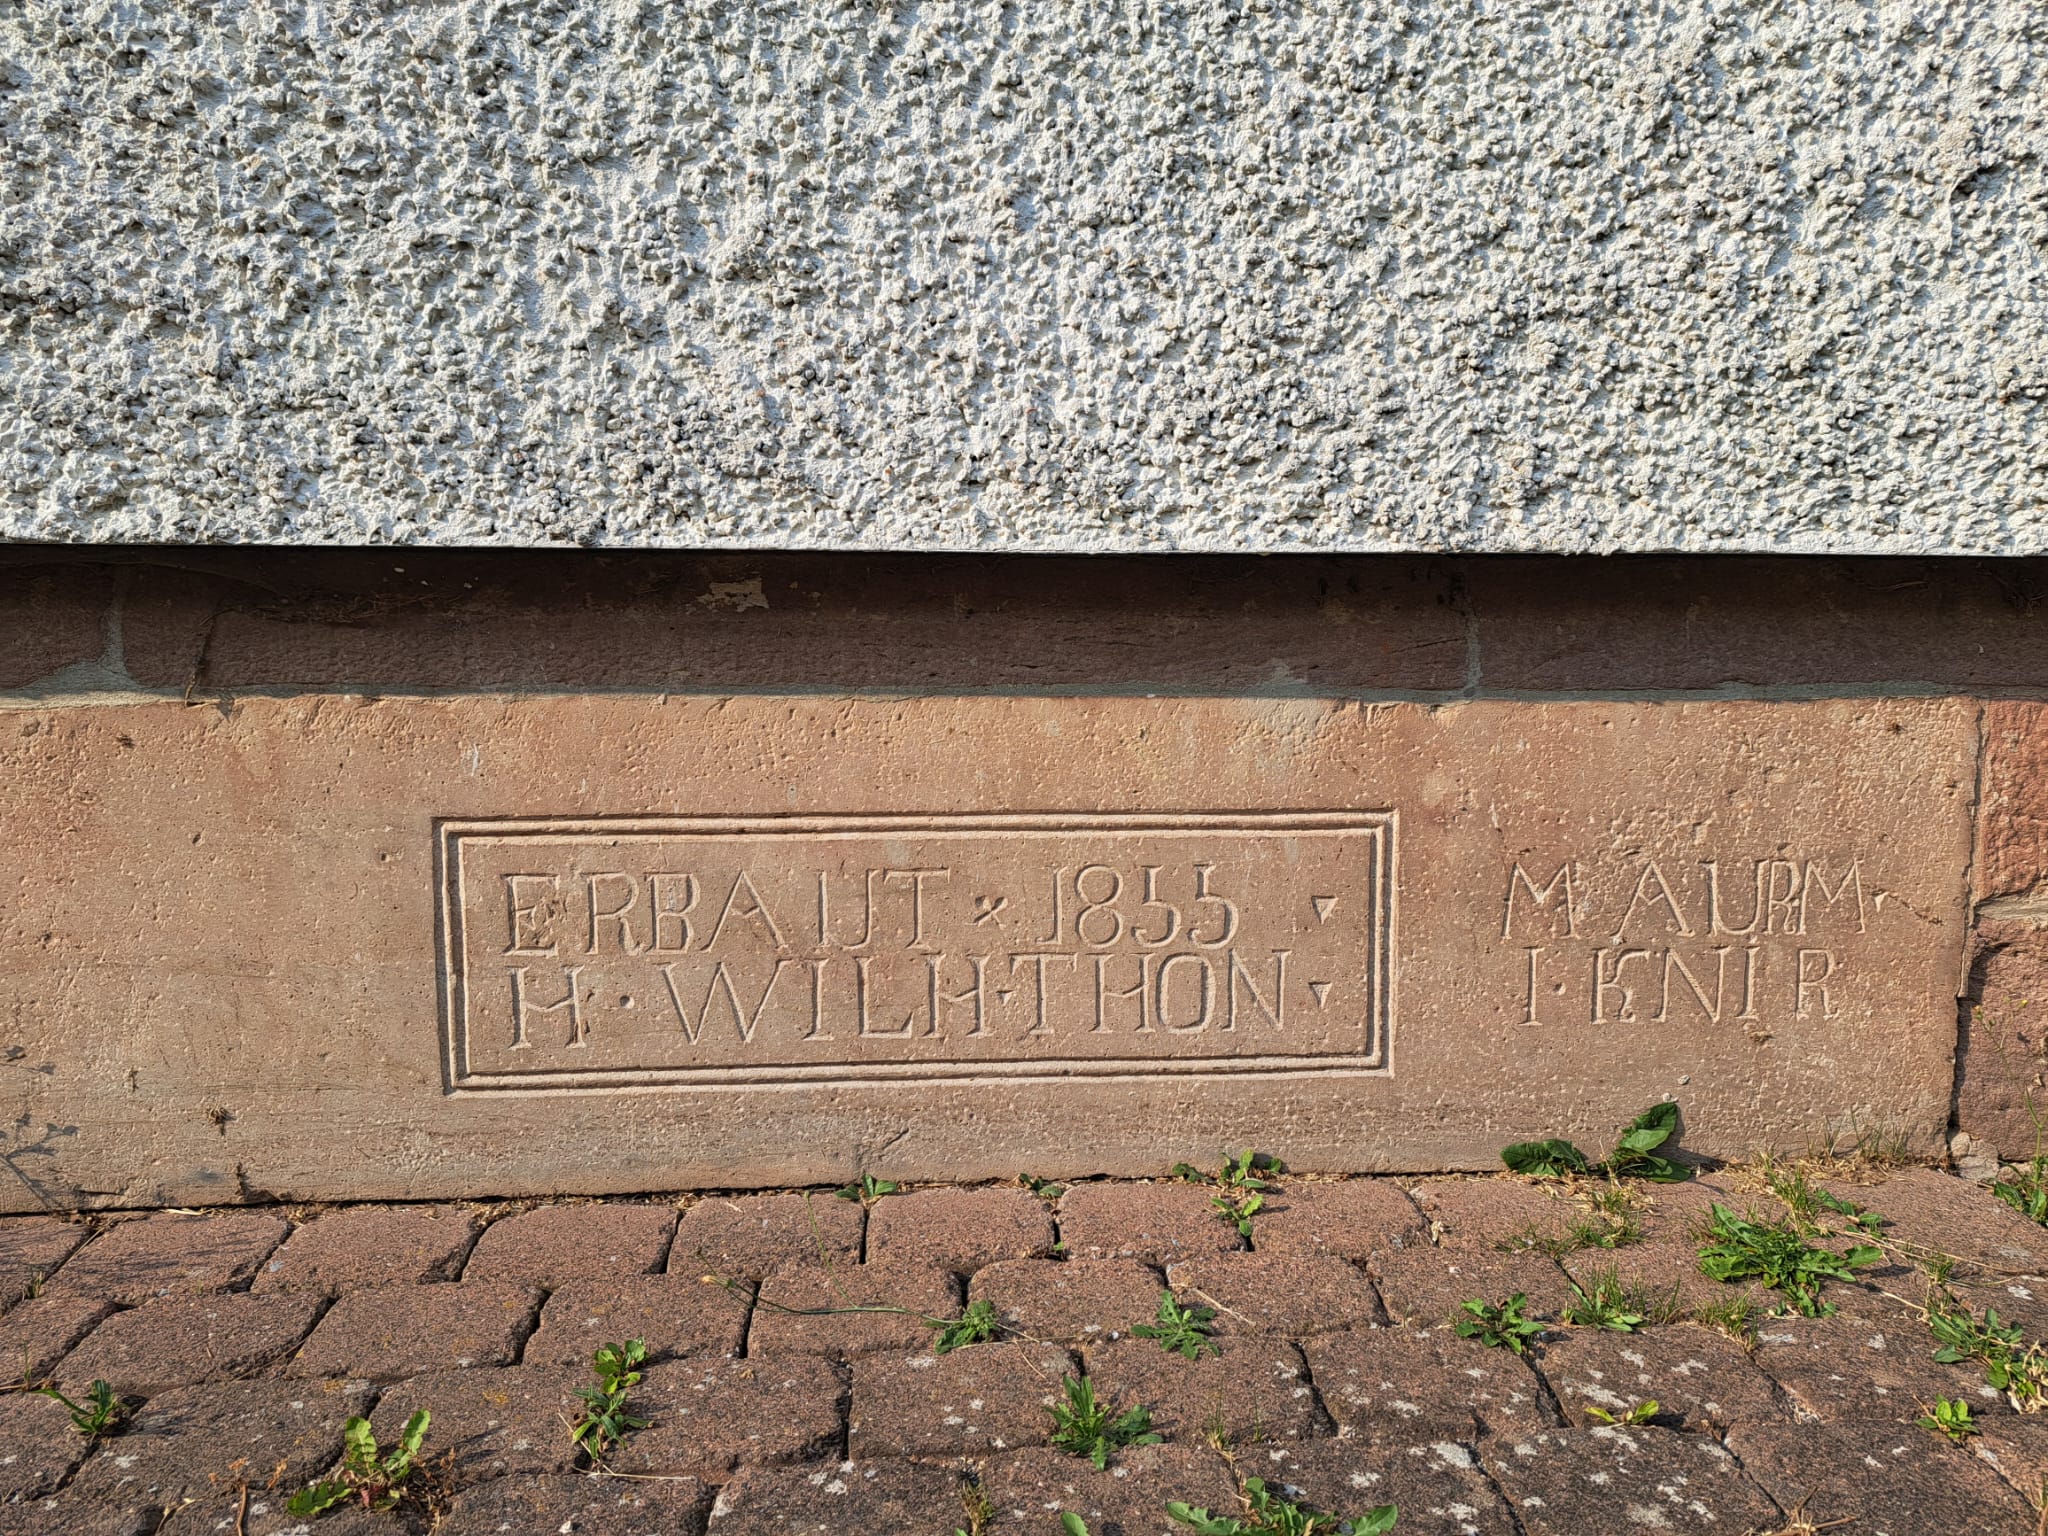 ERBAUT × 1855
H · WILH · THON
MAURM.
I · KNIR